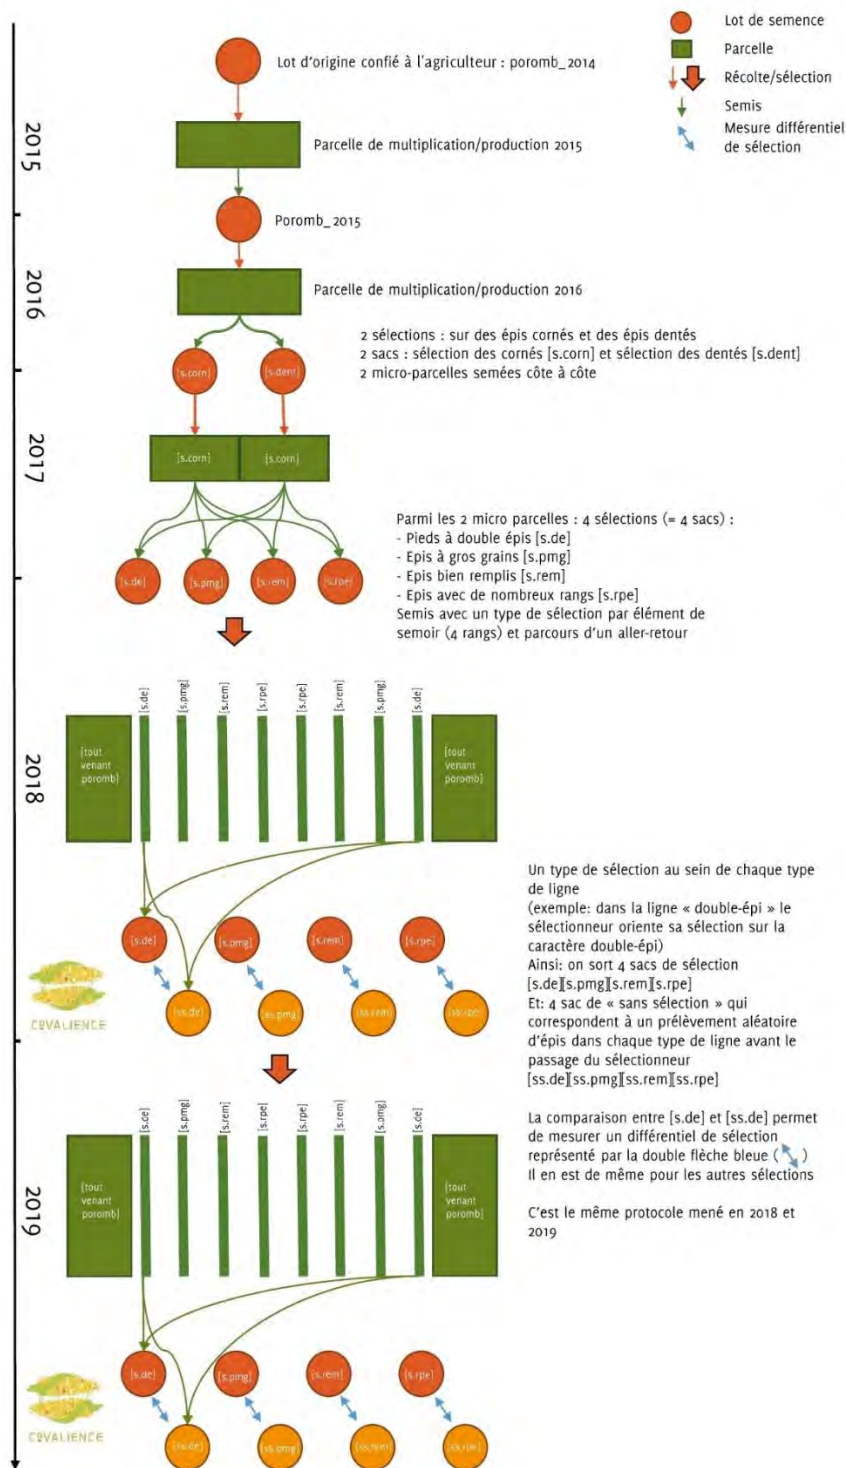 Lot de semence
Parcelle
Récolte/sélection
Semis
Mesure différentiel
de sélection
Lot d'origine confié à l'agriculteur : poromb_2014
2015
Parcelle de multiplication/production 2015
Poromb_2015
2016
Parcelle de multiplication/production 2016
2 sélections : sur des épis cornés et des épis dentés
2 sacs : sélection des cornés [s.corn] et sélection des dentés [s.dent]
2 micro-parcelles semées côte à côte
[s.corn] [s.dent]
2017
[s.corn] [s.corn]
Parmi les 2 micro parcelles : 4 sélections (= 4 sacs) :
- Pieds à double épis [s.de]
- Epis à gros grains [s.pmg]
- Epis bien remplis [s.rem]
- Epis avec de nombreux rangs [s.rpe]
Semis avec un type de sélection par élément de
semoir (4 rangs) et parcours d'un aller-retour
[s.de] [s.pmg] [s.rem] [s.rpe]
[s.de] [s.pmg] [s.rem] [s.rpe] [s.rpe] [s.rem] [s.pmg] [s.de]
2018
[tout
venant
poromb]
[tout
venant
poromb]
Un type de sélection au sein de chaque type
de ligne
(exemple: dans la ligne « double-épi » le
sélectionneur oriente sa sélection sur la
caractère double-épi)
Ainsi: on sort 4 sacs de sélection
[s.de][s.pmg][s.rem][s.rpe]
Et: 4 sac de « sans sélection » qui
correspondent à un prélèvement aléatoire
d'épis dans chaque type de ligne avant le
passage du sélectionneur
[ss.de][ss.pmg][ss.rem][ss.rpe]
[s.de] [s.pmg] [s.rem] [s.rpe]
[ss.de] [ss.pmg] [ss.rem] [ss.rpe]
COVALIENCE
La comparaison entre [s.de] et [ss.de] permet
de mesurer un différentiel de sélection
représenté par la double flèche bleue ( )
Il en est de même pour les autres sélections
C'est le même protocole mené en 2018 et
2019
[s.de] [s.pmg] [s.rem] [s.rpe] [s.rpe] [s.rem] [s.pmg] [s.de]
2019
[tout
venant
poromb]
[tout
venant
poromb]
[s.de] [s.pmg] [s.rem] [s.rpe]
[ss.de] [ss.pmg] [ss.rem] [ss.rpe]
COVALIENCE